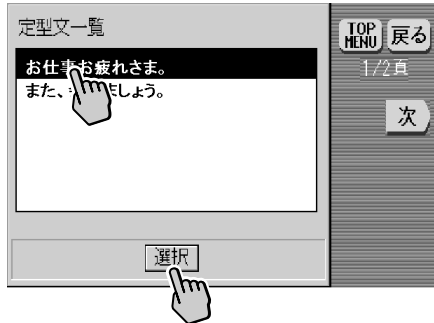 定型文一覧
TOP MENU
戻る
お仕事お疲れさま。
1/2頁
また、
ましょう。
次
選択